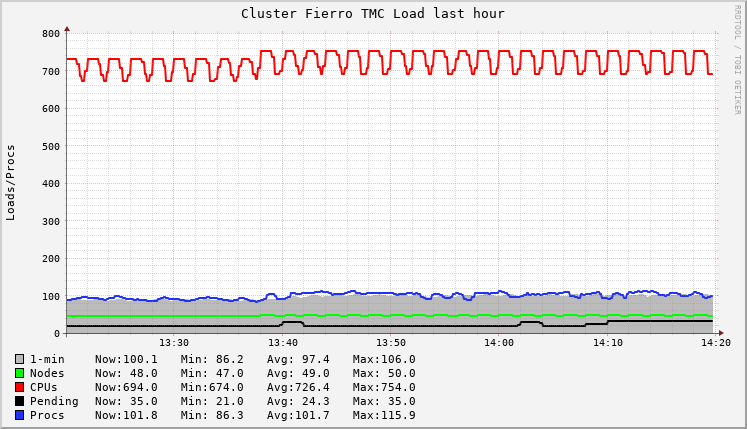 Cluster Fierro TMC Load last hour
RRDTOOL / TOBI OETIKER
Loads/Procs
800
700
600
500
400
300
200
100
0
13:30 13:40 13:50 14:00 14:10 14:20
1-min Now:100.1 Min: 86.2 Avg: 97.4 Max:106.0
Nodes Now: 48.0 Min: 47.0 Avg: 49.0 Max: 50.0
CPUs Now:694.0 Min:674.0 Avg:726.4 Max:754.0
Pending Now: 35.0 Min: 21.0 Avg: 24.3 Max: 35.0
Procs Now:101.8 Min: 86.3 Avg:101.7 Max:115.9